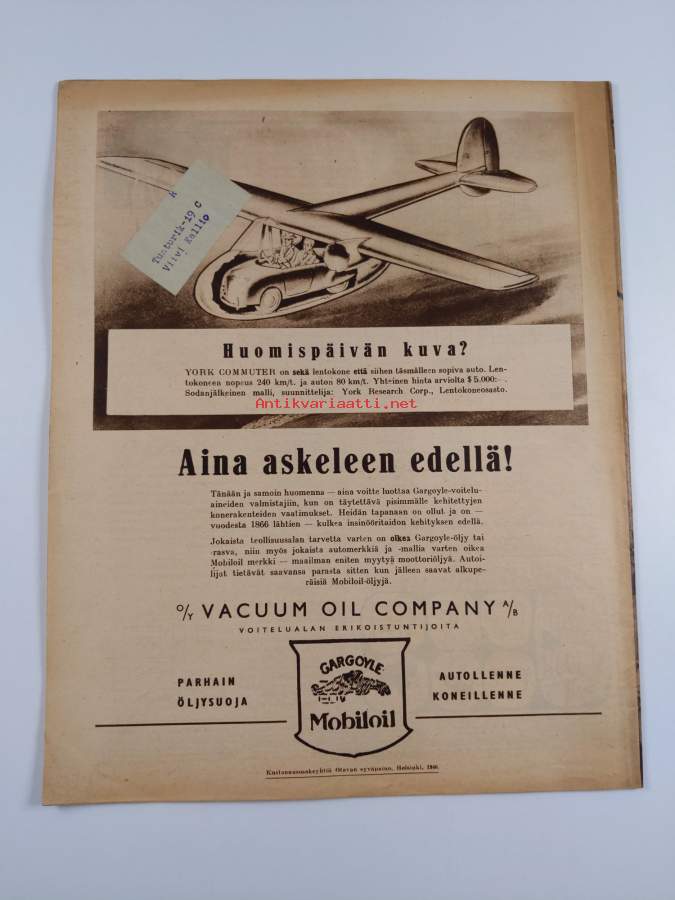 A
Tunturik-19 C
Viivi Kallio
Huomispäivän kuva?
YORK COMMUTER on sekä lentokone että siihen täsmälleen sopiva auto. Len-
tokoneen nopeus 240 km/t. ja auton 80 km/t. Yhteinen hinta arviolta $ 5.000:-.
Sodanjälkeinen malli, suunnittelija: York Research Corp., Lentokoneosasto.
Antikvariaatti.net
Aina askeleen edellä!
Tänään ja samoin huomenna — aina voitte luottaa Gargoyle-voitelu-
aineiden valmistajiin, kun on täytettävä pisimmälle kehitettyjen
konerakenteiden vaatimukset. Heidän tapanaan on ollut ja on —
vuodesta 1866 lähtien — kulkea insinööritaidon kehityksen edellä.
Jokaista teollisuusalan tarvetta varten on oikea Gargoyle-öljy tai
-rasva, niin myös jokaista automerkkiä ja -mallia varten oikea
Mobiloil merkki — maailman eniten myytyä moottoriöljyä. Autoi-
lijat tietävät saavansa parasta sitten kun jälleen saavat alkupe-
räisiä Mobiloil-öljyjä.
O/Y VACUUM OIL COMPANY A/B
VOITELUALAN ERIKOISTUNTIJOITA
PARHAIN
ÖLJYSUOJA
GARGOYLE
Mobiloil
AUTOLLENNE
KONEILLENNE
Kustannusosakeyhtiö Otavan syväpaino, Helsinki, 1946.